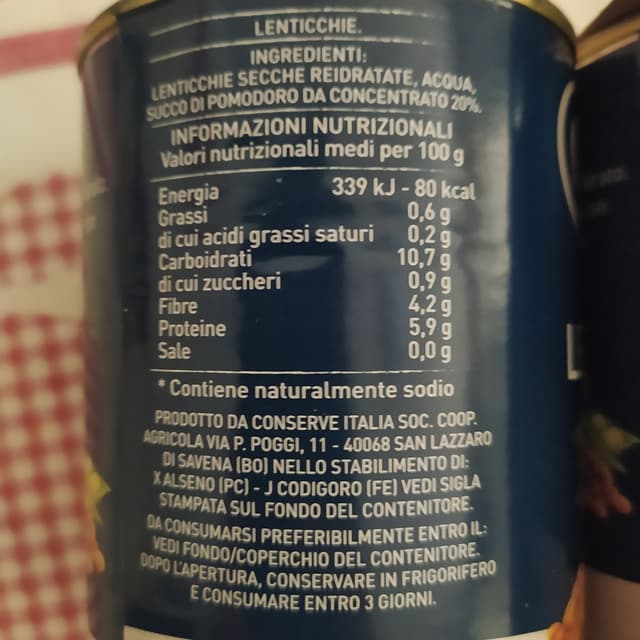 LENTICCHIE.
INGREDIENTI:
LENTICCHIE SECCHE REIDRATATE, ACQUA,
SUCCO DI POMODORO DA CONCENTRATO 20%.
INFORMAZIONI NUTRIZIONALI
Valori nutrizionali medi per 100 g
Energia 339 kJ - 80 kcal
Grassi 0,6 g
di cui acidi grassi saturi 0,2 g
Carboidrati 10,7 g
di cui zuccheri 0,9 g
Fibre 4,2 g
Proteine 5,9 g
Sale 0,0 g
* Contiene naturalmente sodio
PRODOTTO DA CONSERVE ITALIA SOC. COOP.
AGRICOLA VIA P. POGGI, 11 - 40068 SAN LAZZARO
DI SAVENA (BO) NELLO STABILIMENTO DI:
X ALSENO (PC) - J CODIGORO (FE) VEDI SIGLA
STAMPATA SUL FONDO DEL CONTENITORE.
DA CONSUMARSI PREFERIBILMENTE ENTRO IL:
VEDI FONDO/COPERCHIO DEL CONTENITORE.
DOPO L'APERTURA, CONSERVARE IN FRIGORIFERO
E CONSUMARE ENTRO 3 GIORNI.